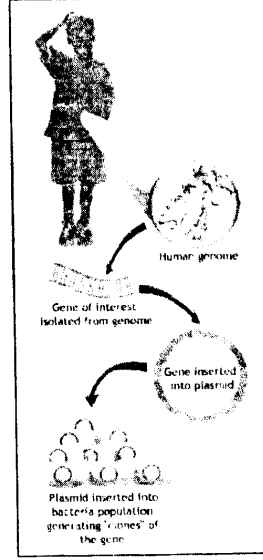 Human genome
Gene of interest
isolated from genome
Gene inserted
into plasmid
Plasmid inserted into
bacteria population
generating "clones" of
the gene